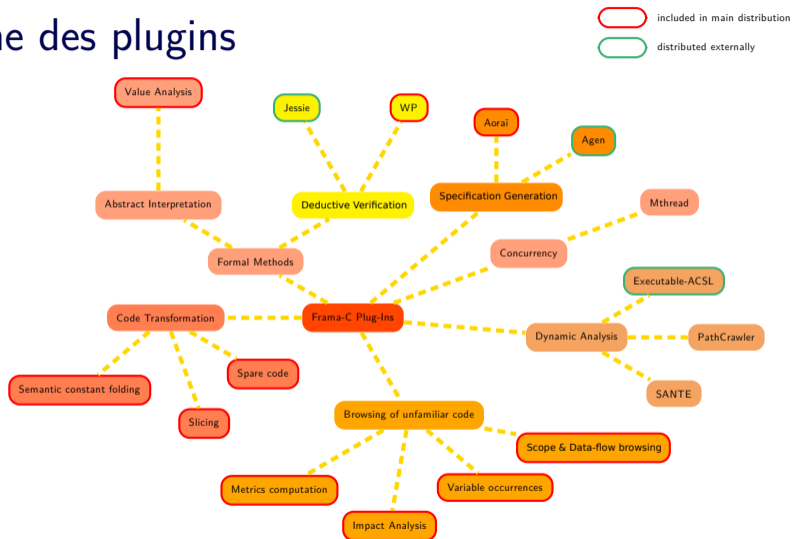 ne des plugins
included in main distribution
distributed externally
Value Analysis
Jessie
WP
Aoraï
Agen
Abstract Interpretation
Deductive Verification
Specification Generation
Mthread
Formal Methods
Concurrency
Executable-ACSL
Code Transformation
Frama-C Plug-Ins
Dynamic Analysis
PathCrawler
Semantic constant folding
Spare code
SANTE
Slicing
Browsing of unfamiliar code
Scope & Data-flow browsing
Metrics computation
Variable occurrences
Impact Analysis